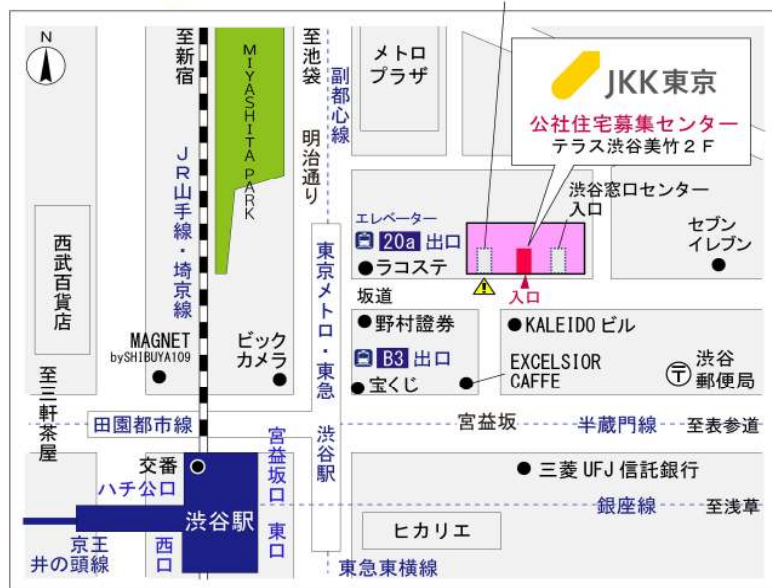 N
至新宿
MIYASHITA PARK
至池袋
副都心線
明治通り
メトロ
プラザ
JKK東京
公社住宅募集センター
テラス渋谷美竹2F
JR山手線・埼京線
エレベーター
20a 出口
ラコステ
渋谷窓口センター
入口
セブン
イレブン
西武百貨店
東京メトロ・東急 渋谷駅
坂道
入口
MAGNET
bySHIBUYA109
ビック
カメラ
野村證券
B3 出口
宝くじ
KALEIDO ビル
EXCELSIOR
CAFFE
〒
渋谷
郵便局
至三軒茶屋
田園都市線
宮益坂
半蔵門線
至表参道
交番
ハチ公口
宮益坂口
三菱 UFJ 信託銀行
渋谷駅
東口
銀座線
至浅草
京王
井の頭線
西口
ヒカリエ
東急東横線